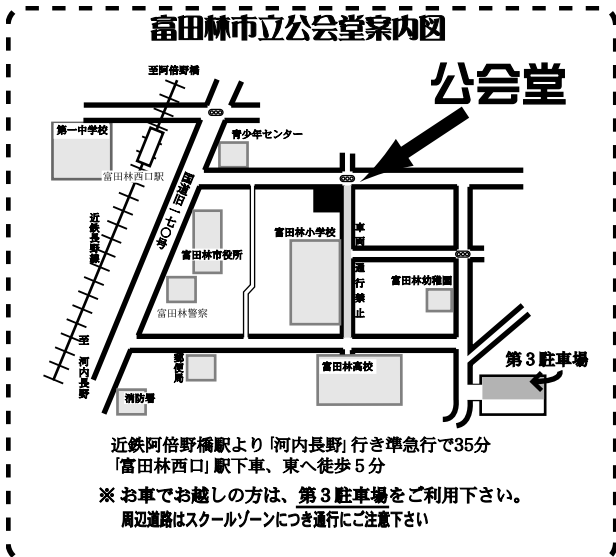 富田林市立公会堂案内図
至阿倍野橋
公会堂
第一中学校
青少年センター
富田林西口駅
国道旧一七〇号
近鉄長野線
富田林市役所
富田林小学校
車両通行禁止
富田林幼稚園
富田林警察
至河内長野
郵便局
富田林高校
第3駐車場
消防署
近鉄阿倍野橋駅より「河内長野」行き準急行で35分
「富田林西口」駅下車、東へ徒歩5分
※お車でお越しの方は、第3駐車場をご利用下さい。
周辺道路はスクールゾーンにつき通行にご注意下さい